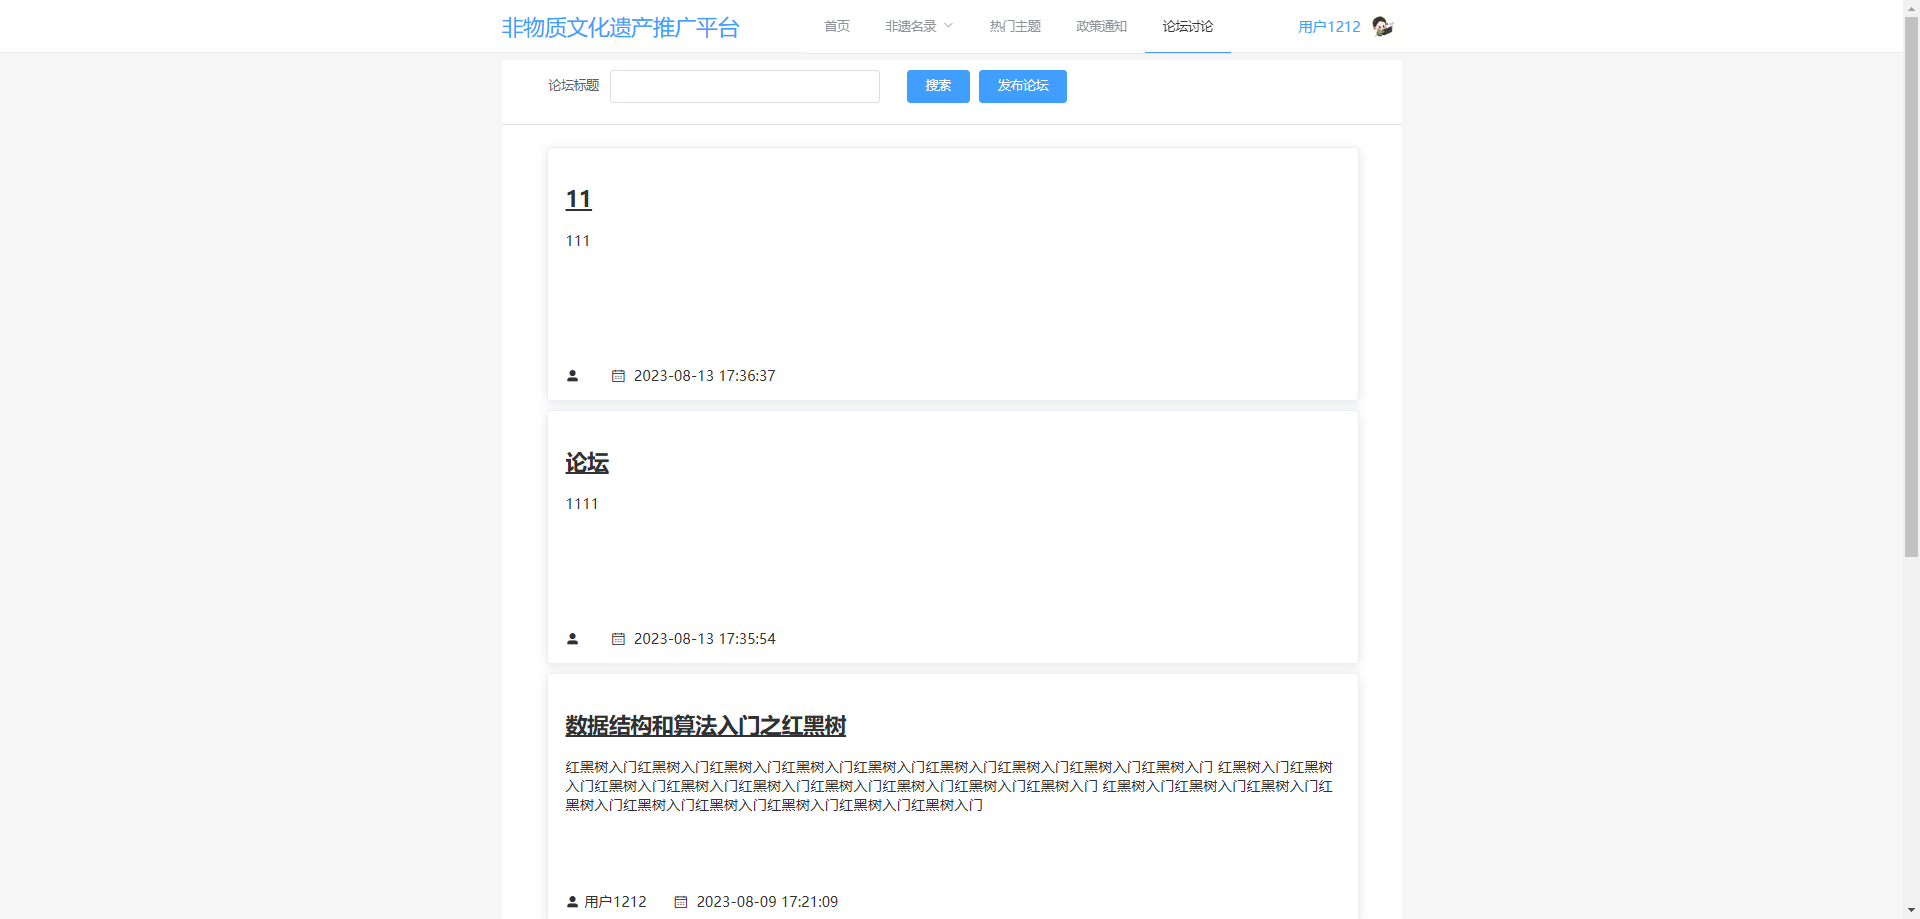 非物质文化遗产推广平台 首页 非遗名录 热门主题 政策通知 论坛讨论 用户1212
论坛标题 搜索 发布论坛
11
111
2023-08-13 17:36:37
论坛
1111
2023-08-13 17:35:54
数据结构和算法入门之红黑树
红黑树入门红黑树入门红黑树入门红黑树入门红黑树入门红黑树入门红黑树入门红黑树入门红黑树入门 红黑树入门红黑树
入门红黑树入门红黑树入门红黑树入门红黑树入门红黑树入门红黑树入门红黑树入门 红黑树入门红黑树入门红黑树入门红
黑树入门红黑树入门红黑树入门红黑树入门红黑树入门红黑树入门
用户1212 2023-08-09 17:21:09